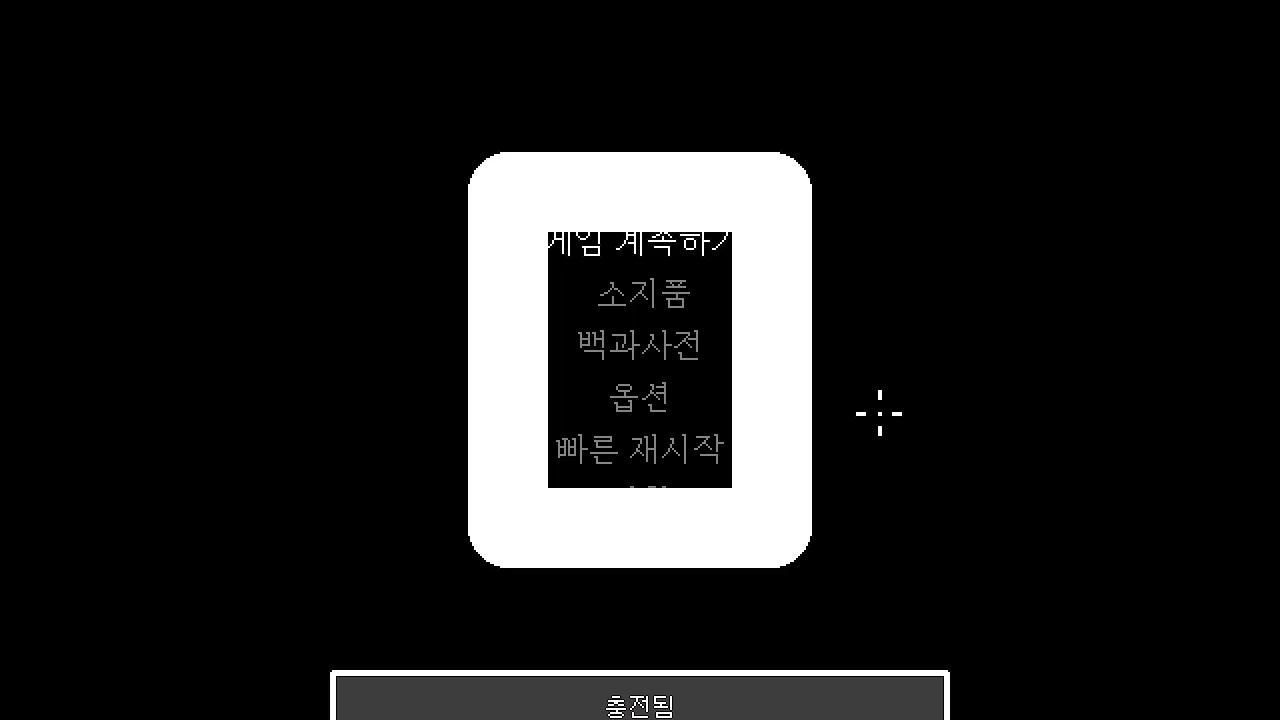 게임 계속하기
소지품
백과사전
옵션
빠른 재시작
충전됨